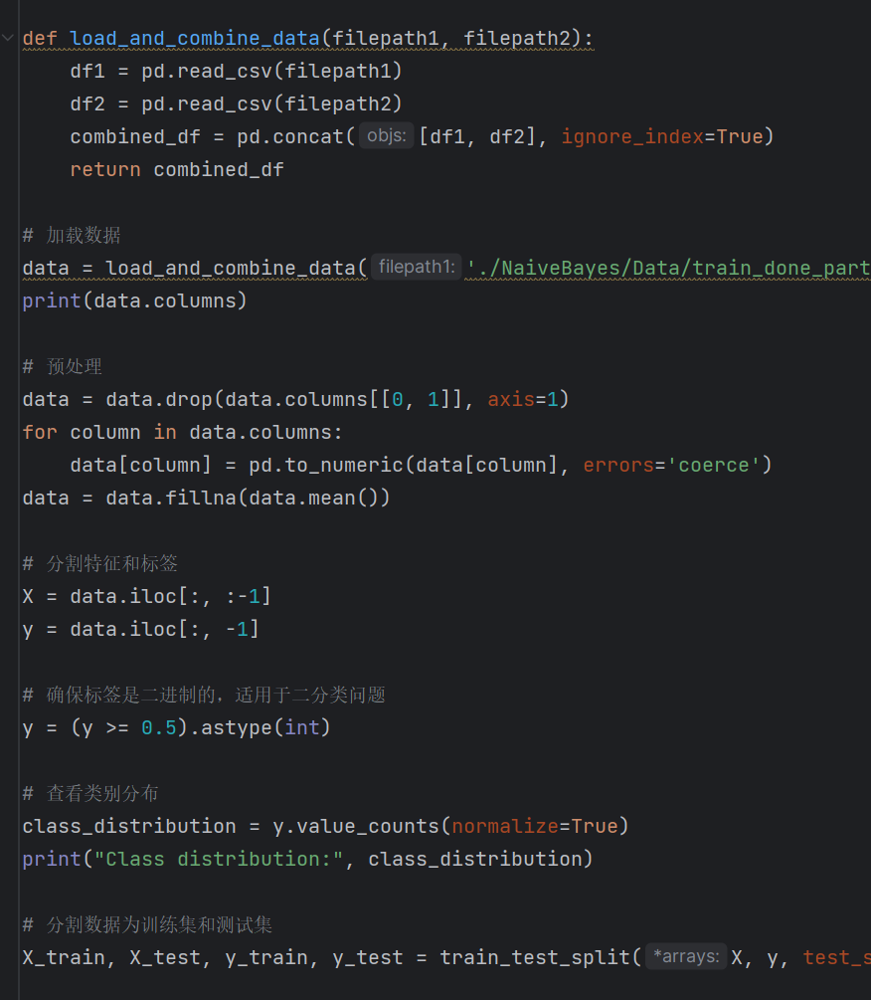 def load_and_combine_data(filepath1, filepath2):
    df1 = pd.read_csv(filepath1)
    df2 = pd.read_csv(filepath2)
    combined_df = pd.concat( objs: [df1, df2], ignore_index=True)
    return combined_df
# 加载数据
data = load_and_combine_data( filepath1: './NaiveBayes/Data/train_done_part
print(data.columns)
# 预处理
data = data.drop(data.columns[[0, 1]], axis=1)
for column in data.columns:
    data[column] = pd.to_numeric(data[column], errors='coerce')
data = data.fillna(data.mean())
# 分割特征和标签
X = data.iloc[:, :-1]
y = data.iloc[:, -1]
# 确保标签是二进制的，适用于二分类问题
y = (y >= 0.5).astype(int)
# 查看类别分布
class_distribution = y.value_counts(normalize=True)
print("Class distribution:", class_distribution)
# 分割数据为训练集和测试集
X_train, X_test, y_train, y_test = train_test_split( *arrays: X, y, test_s